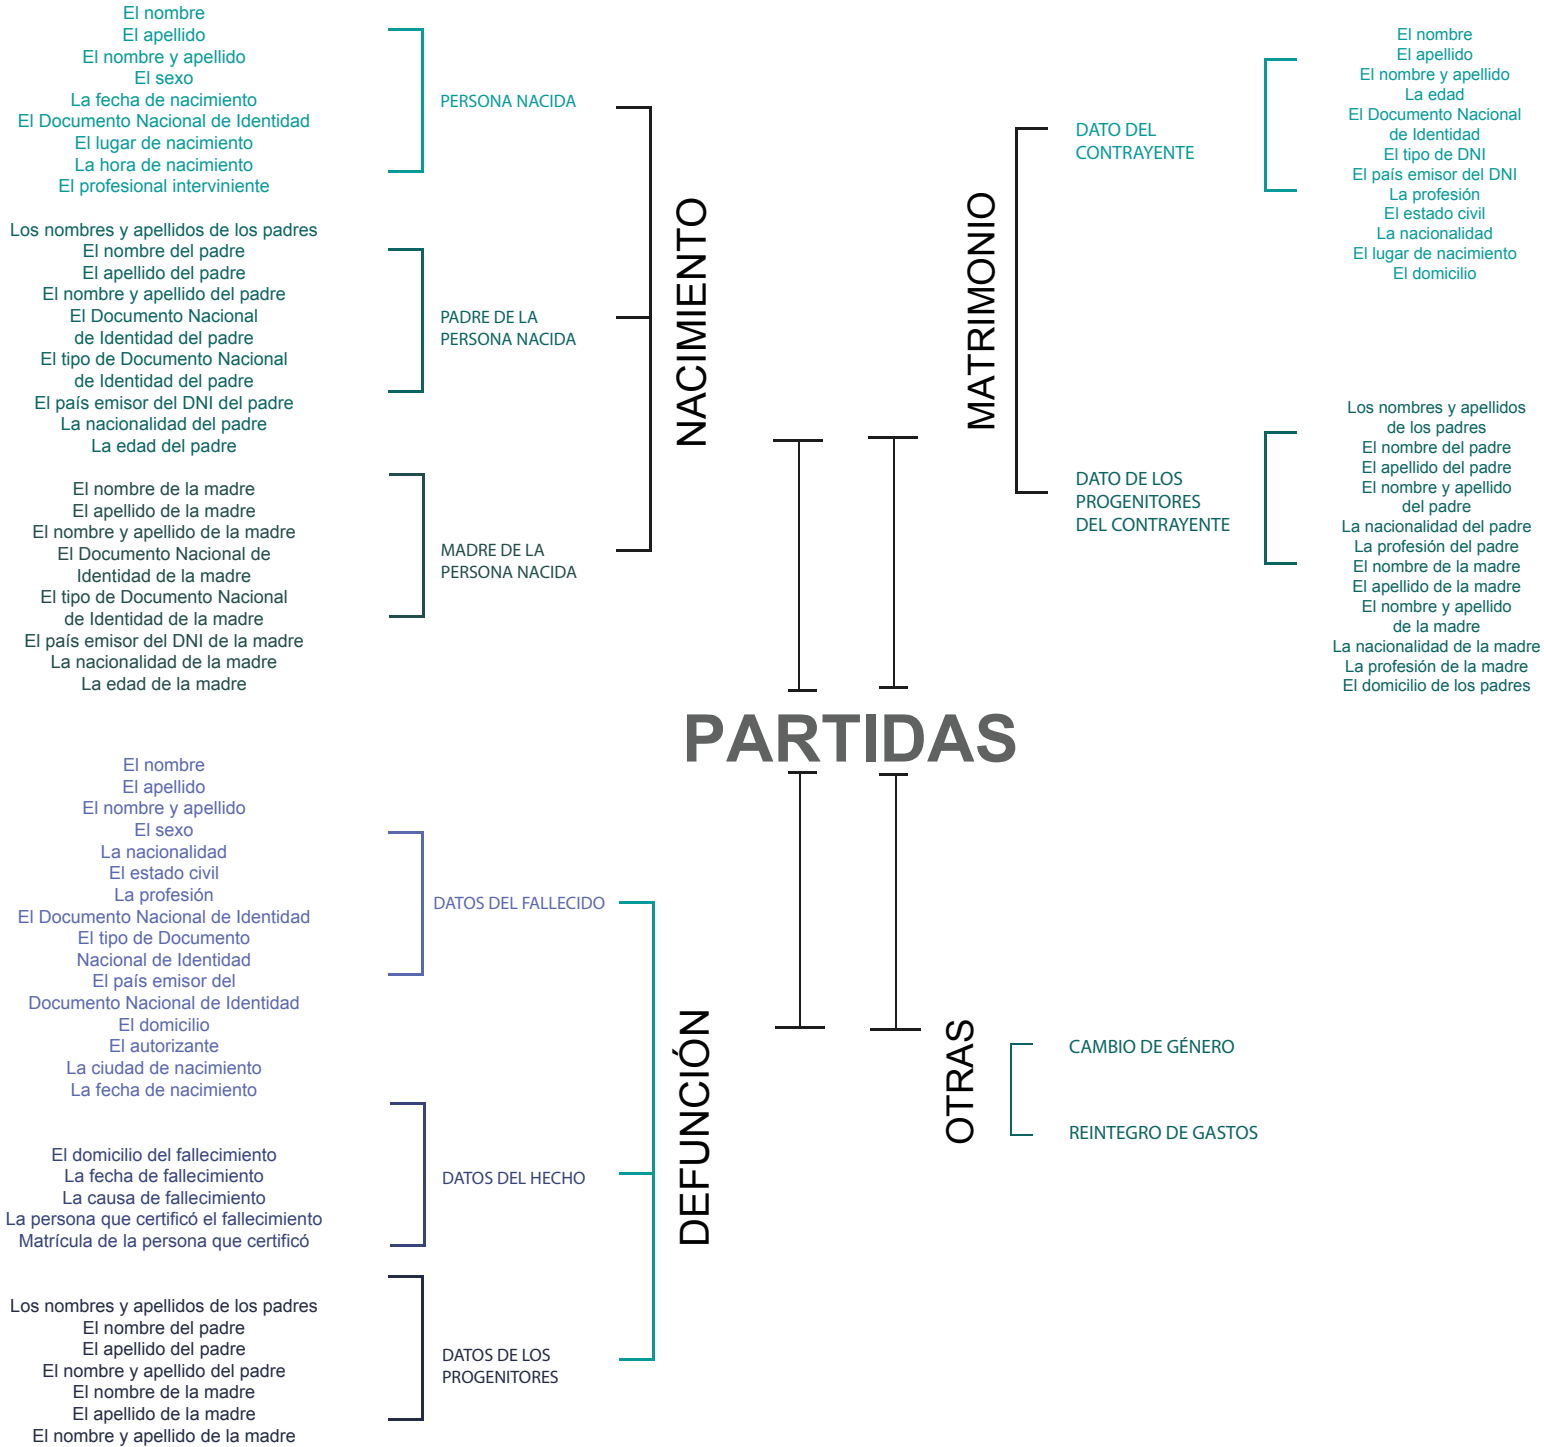 El nombre
El apellido
El nombre y apellido
El sexo
La fecha de nacimiento
El Documento Nacional de Identidad
El lugar de nacimiento
La hora de nacimiento
El profesional interviniente
PERSONA NACIDA
Los nombres y apellidos de los padres
El nombre del padre
El apellido del padre
El nombre y apellido del padre
El Documento Nacional
de Identidad del padre
El tipo de Documento Nacional
de Identidad del padre
El país emisor del DNI del padre
La nacionalidad del padre
La edad del padre
PADRE DE LA
PERSONA NACIDA
El nombre de la madre
El apellido de la madre
El nombre y apellido de la madre
El Documento Nacional de
Identidad de la madre
El tipo de Documento Nacional
de Identidad de la madre
El país emisor del DNI de la madre
La nacionalidad de la madre
La edad de la madre
MADRE DE LA
PERSONA NACIDA
NACIMIENTO
MATRIMONIO
DATO DEL
CONTRAYENTE
El nombre
El apellido
El nombre y apellido
La edad
El Documento Nacional
de Identidad
El tipo de DNI
El país emisor del DNI
La profesión
El estado civil
La nacionalidad
El lugar de nacimiento
El domicilio
DATO DE LOS
PROGENITORES
DEL CONTRAYENTE
Los nombres y apellidos
de los padres
El nombre del padre
El apellido del padre
El nombre y apellido
del padre
La nacionalidad del padre
La profesión del padre
El nombre de la madre
El apellido de la madre
El nombre y apellido
de la madre
La nacionalidad de la madre
La profesión de la madre
El domicilio de los padres
PARTIDAS
El nombre
El apellido
El nombre y apellido
El sexo
La nacionalidad
El estado civil
La profesión
El Documento Nacional de Identidad
El tipo de Documento
Nacional de Identidad
El país emisor del
Documento Nacional de Identidad
El domicilio
El autorizante
La ciudad de nacimiento
La fecha de nacimiento
DATOS DEL FALLECIDO
El domicilio del fallecimiento
La fecha de fallecimiento
La causa de fallecimiento
La persona que certificó el fallecimiento
Matrícula de la persona que certificó
DATOS DEL HECHO
Los nombres y apellidos de los padres
El nombre del padre
El apellido del padre
El nombre y apellido del padre
El nombre de la madre
El apellido de la madre
El nombre y apellido de la madre
DATOS DE LOS
PROGENITORES
DEFUNCIÓN
OTRAS
CAMBIO DE GÉNERO
REINTEGRO DE GASTOS